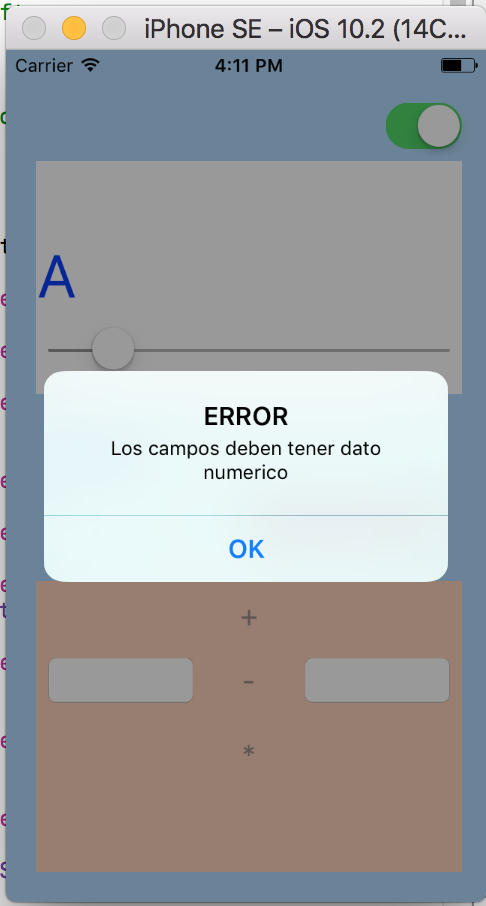 iPhone SE – iOS 10.2 (14C...
Carrier 4:11 PM
A
ERROR
Los campos deben tener dato
numerico
OK
+
-
*